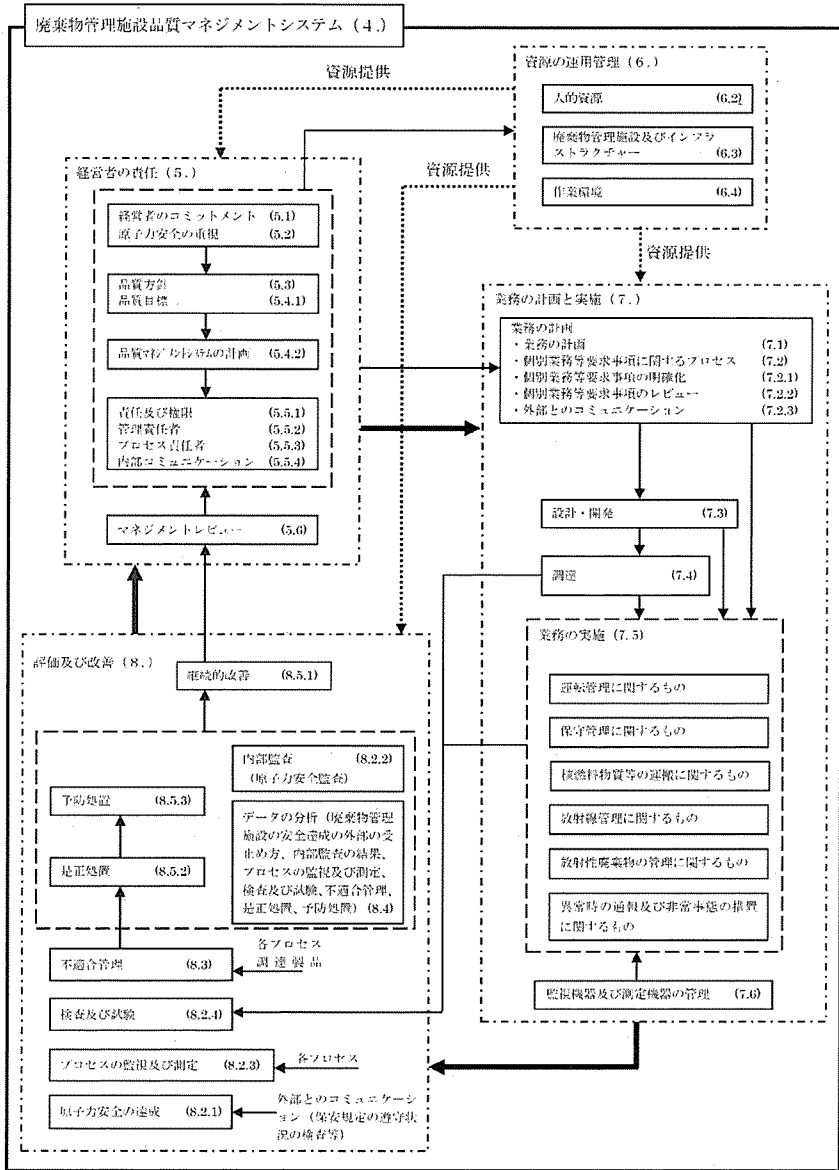 廃棄物管理施設品質マネジメントシステム (4.)
資源提供
資源の運用管理 (6.)
人的資源 (6.2)
廃棄物管理施設及びインフラ
ストラクチャー (6.3)
作業環境 (6.4)
資源提供
資源提供
経営者の責任 (5.)
経営者のコミットメント (5.1)
原子力安全の重視 (5.2)
品質方針 (5.3)
品質目標 (5.4.1)
品質マネジメントシステムの計画 (5.4.2)
責任及び権限 (5.5.1)
管理責任者 (5.5.2)
プロセス責任者 (5.5.3)
内部コミュニケーション (5.5.4)
マネジメントレビュー (5.6)
業務の計画と実施 (7.)
業務の計画
・業務の計画 (7.1)
・個別業務等要求事項に関するプロセス (7.2)
・個別業務等要求事項の明確化 (7.2.1)
・個別業務等要求事項のレビュー (7.2.2)
・外部とのコミュニケーション (7.2.3)
設計・開発 (7.3)
調達 (7.4)
業務の実施 (7.5)
運転管理に関するもの
保守管理に関するもの
核燃料物質等の運搬に関するもの
放射線管理に関するもの
放射性廃棄物の管理に関するもの
異常時の通報及び非常事態の措置
に関するもの
監視機器及び測定機器の管理 (7.6)
評価及び改善 (8.)
継続的改善 (8.5.1)
内部監査 (8.2.2)
(原子力安全監査)
予防処置 (8.5.3)
データの分析 (廃棄物管理
施設の安全達成の外部の受
止め方、内部監査の結果、
プロセスの監視及び測定、
検査及び試験、不適合管理、
是正処置、予防処置) (8.4)
是正処置 (8.5.2)
不適合管理 (8.3)
各プロセス
調達製品
検査及び試験 (8.2.4)
プロセスの監視及び測定 (8.2.3)
各プロセス
原子力安全の達成 (8.2.1)
外部とのコミュニケーシ
ョン (保安規定の遵守状
況の検査等)